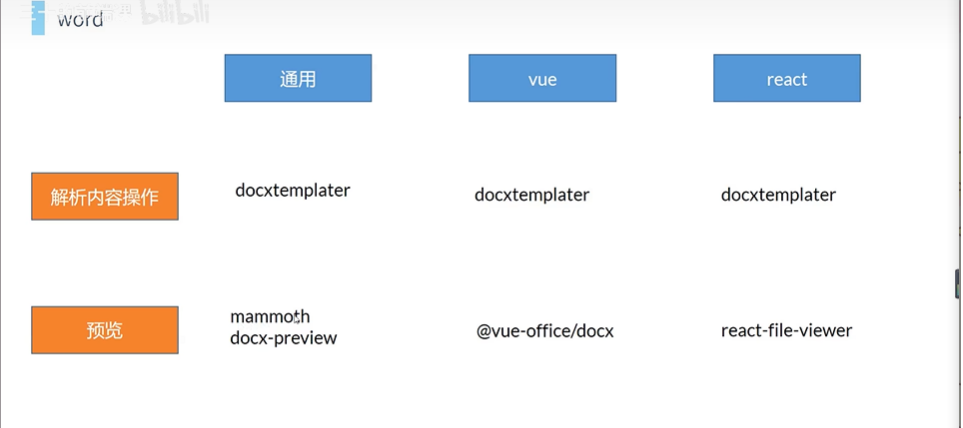 word
bilibili
通用
vue
react
解析内容操作
docxtemplater
docxtemplater
docxtemplater
预览
mammoth
docx-preview
@vue-office/docx
react-file-viewer